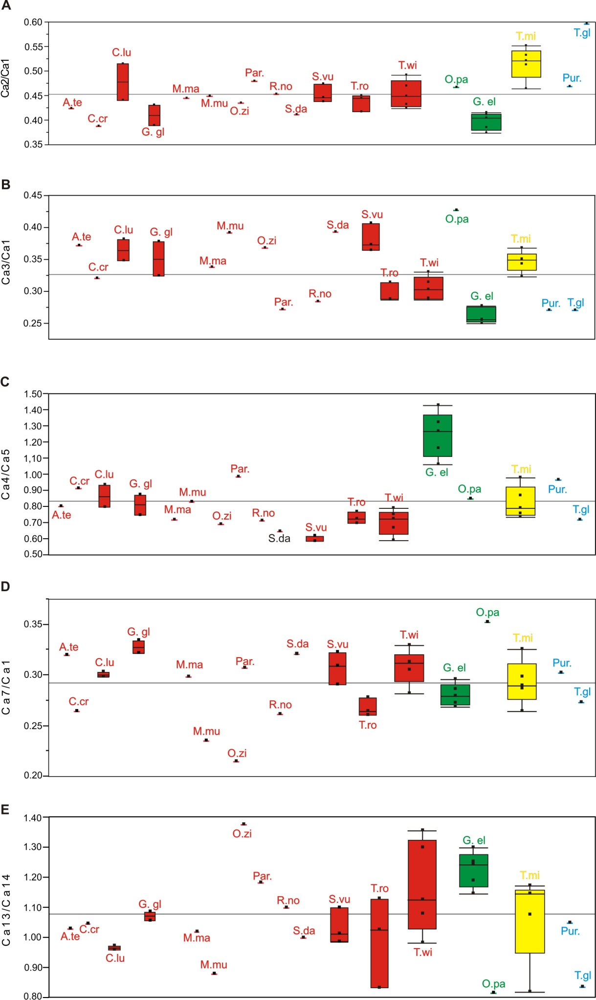 A
0.60
0.55
0.50
0.45
0.40
0.35
Ca2/Ca1
A.te
C.cr
C.lu
G. gl
M.ma
M.mu
O.zi
Par.
R.no
S.da
S.vu
T.ro
T.wi
O.pa
G. el
T.mi
Pur.
T.gl
B
0.45
0.40
0.35
0.30
0.25
Ca3/Ca1
A.te
C.cr
C.lu
G. gl
M.ma
M.mu
O.zi
Par.
R.no
S.da
S.vu
T.ro
T.wi
O.pa
G. el
T.mi
Pur.
T.gl
C
1.50
1.40
1.30
1.20
1,10
1.00
0.90
0.80
0.70
0.60
0.50
Ca4/Ca5
A.te
C.cr
C.lu
G. gl
M.ma
M.mu
O.zi
Par.
R.no
S.da
S.vu
T.ro
T.wi
G. el
O.pa
T.mi
Pur.
T.gl
D
0.35
0.30
0.25
0.20
Ca7/Ca1
A.te
C.cr
C.lu
G. gl
M.ma
M.mu
O.zi
Par.
R.no
S.da
S.vu
T.ro
T.wi
G. el
O.pa
T.mi
Pur.
T.gl
E
1.40
1.30
1.20
1.10
1.00
0.90
0.80
Ca13/Ca14
A.te
C.cr
C.lu
G. gl
M.ma
M.mu
O.zi
Par.
R.no
S.da
S.vu
T.ro
T.wi
G. el
O.pa
T.mi
Pur.
T.gl